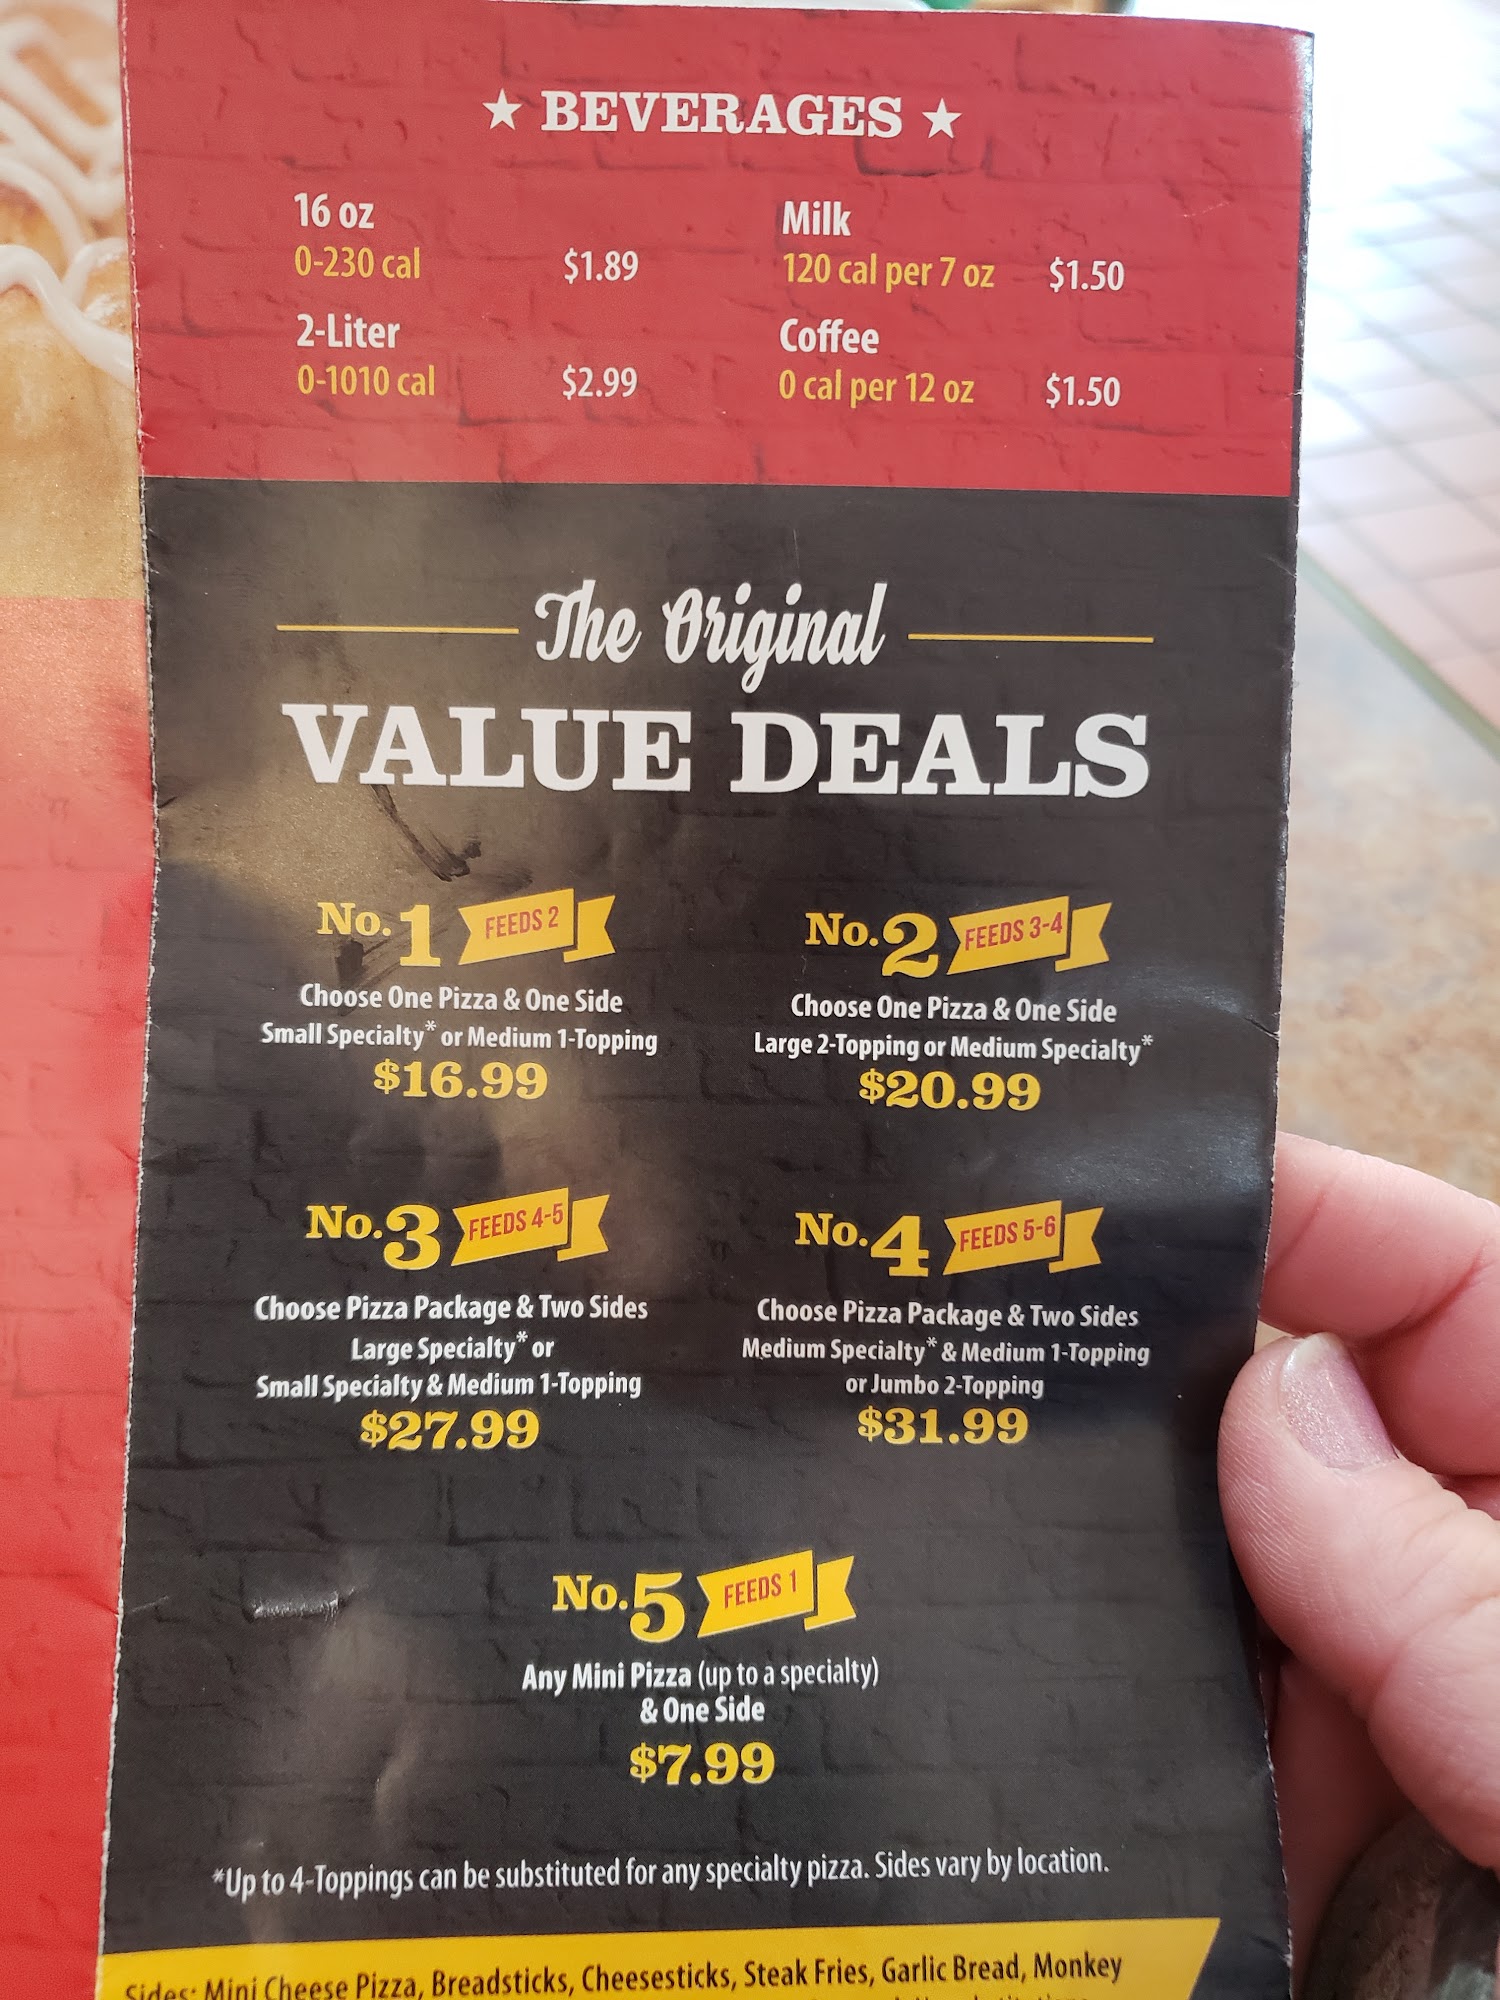 ★ BEVERAGES ★
16 oz
0-230 cal $1.89
2-Liter
0-1010 cal $2.99
Milk
120 cal per 7 oz $1.50
Coffee
0 cal per 12 oz $1.50
The Original
VALUE DEALS
No. 1 FEEDS 2
Choose One Pizza & One Side
Small Specialty* or Medium 1-Topping
$16.99
No. 2 FEEDS 3-4
Choose One Pizza & One Side
Large 2-Topping or Medium Specialty*
$20.99
No. 3 FEEDS 4-5
Choose Pizza Package & Two Sides
Large Specialty* or
Small Specialty & Medium 1-Topping
$27.99
No. 4 FEEDS 5-6
Choose Pizza Package & Two Sides
Medium Specialty* & Medium 1-Topping
or Jumbo 2-Topping
$31.99
No. 5 FEEDS 1
Any Mini Pizza (up to a specialty)
& One Side
$7.99
*Up to 4-Toppings can be substituted for any specialty pizza. Sides vary by location.
Sides: Mini Cheese Pizza, Breadsticks, Cheesesticks, Steak Fries, Garlic Bread, Monkey